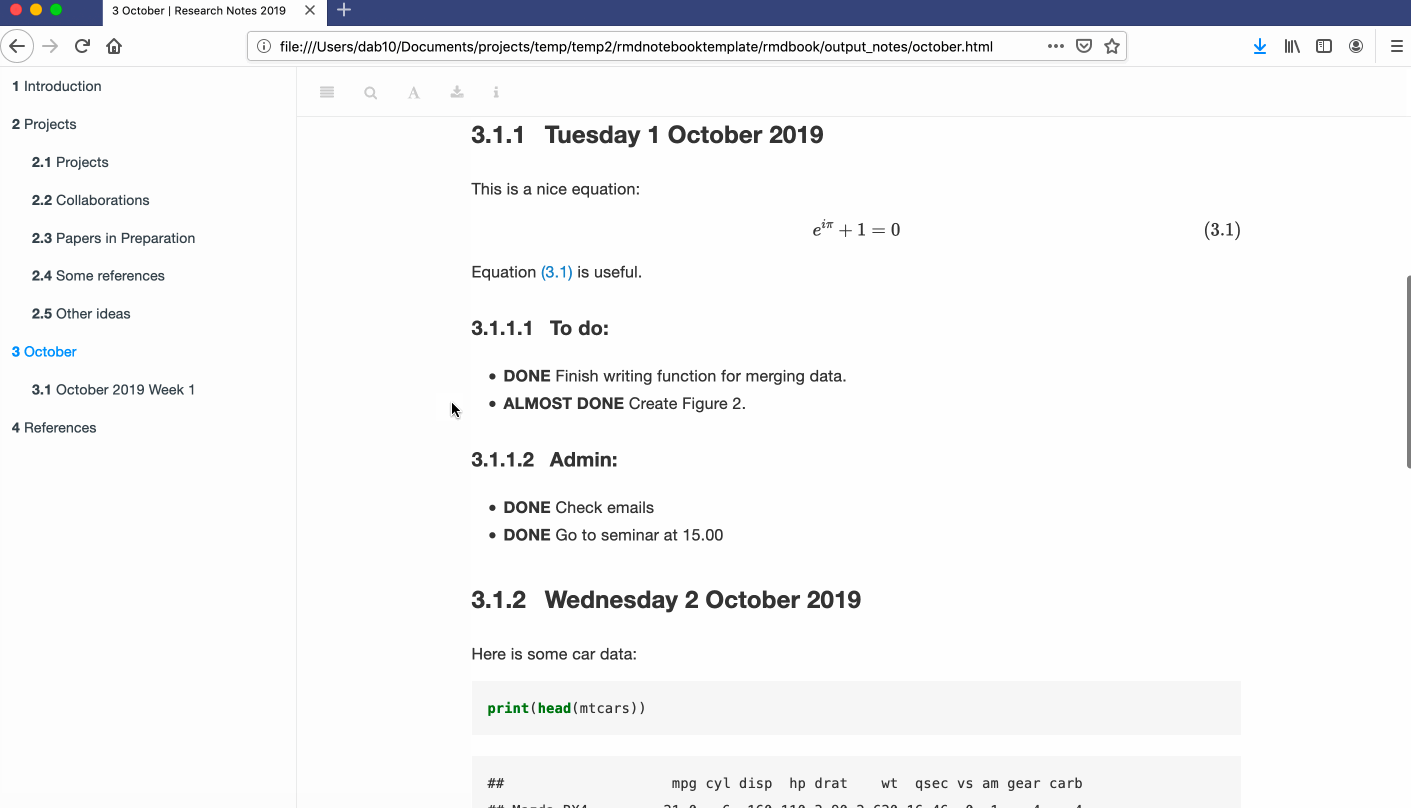 3 October | Research Notes 2019
file:///Users/dab10/Documents/projects/temp/temp2/rmdnotebooktemplate/rmdbook/output_notes/october.html
1 Introduction
2 Projects
2.1 Projects
2.2 Collaborations
2.3 Papers in Preparation
2.4 Some references
2.5 Other ideas
3 October
3.1 October 2019 Week 1
4 References
A
i
3.1.1 Tuesday 1 October 2019
This is a nice equation:
e^{iπ} + 1 = 0 (3.1)
Equation (3.1) is useful.
3.1.1.1 To do:
• DONE Finish writing function for merging data.
• ALMOST DONE Create Figure 2.
3.1.1.2 Admin:
• DONE Check emails
• DONE Go to seminar at 15.00
3.1.2 Wednesday 2 October 2019
Here is some car data:
print(head(mtcars))
## mpg cyl disp hp drat wt qsec vs am gear carb